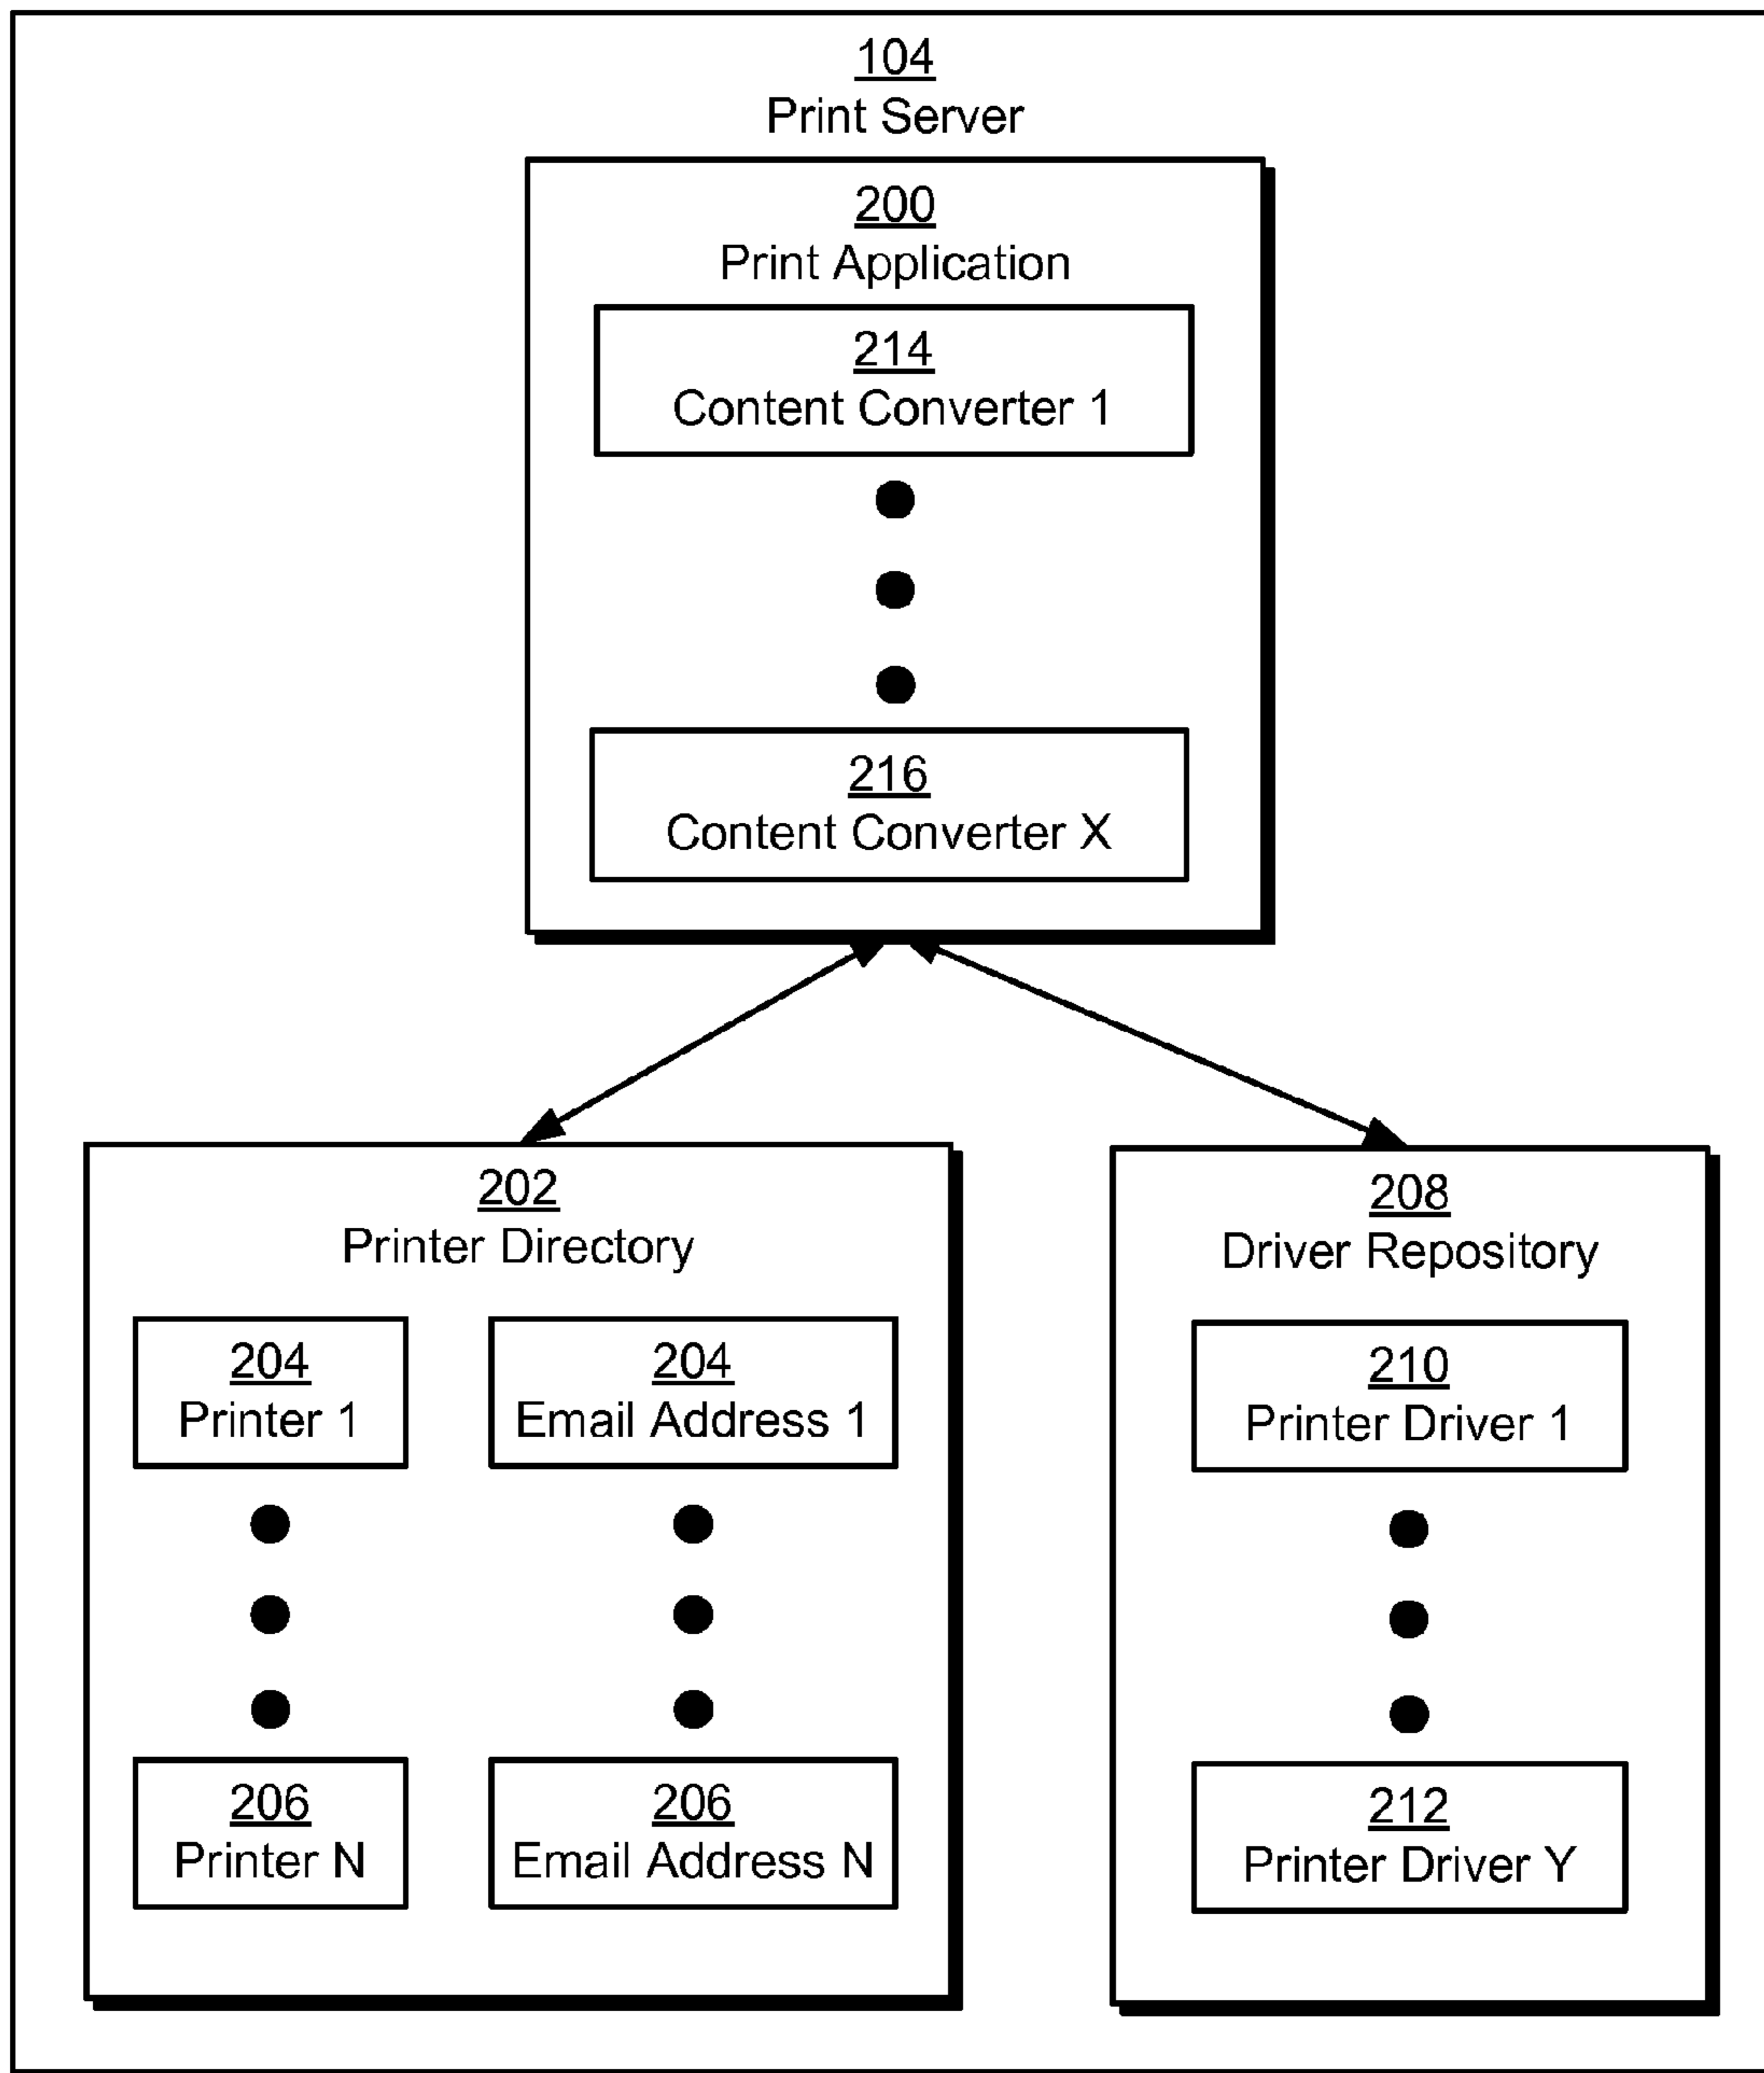 104
Print Server
200
Print Application
214
Content Converter 1
216
Content Converter X
202
Printer Directory
204
Printer 1
204
Email Address 1
206
Printer N
206
Email Address N
208
Driver Repository
210
Printer Driver 1
212
Printer Driver Y